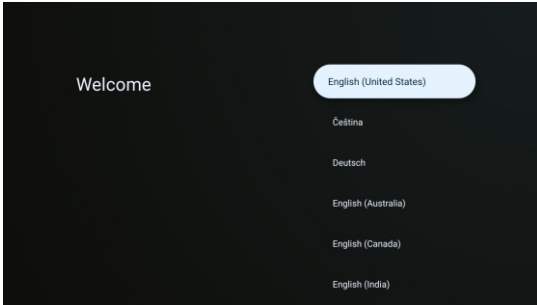 Welcome
English (United States)
Čeština
Deutsch
English (Australia)
English (Canada)
English (India)